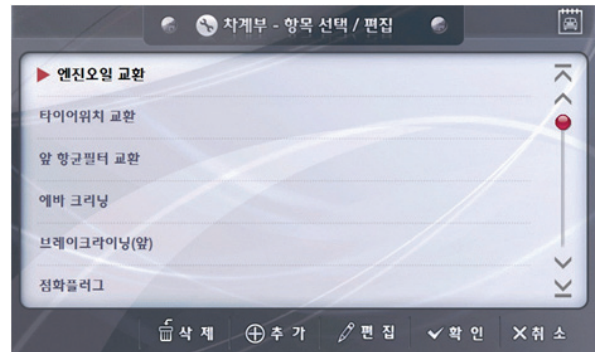 차계부 - 항목 선택 / 편집
엔진오일 교환
타이어위치 교환
앞 항균필터 교환
에바 크리닝
브레이크라이닝(앞)
점화플러그
삭 제 추 가 편 집 확 인 취 소